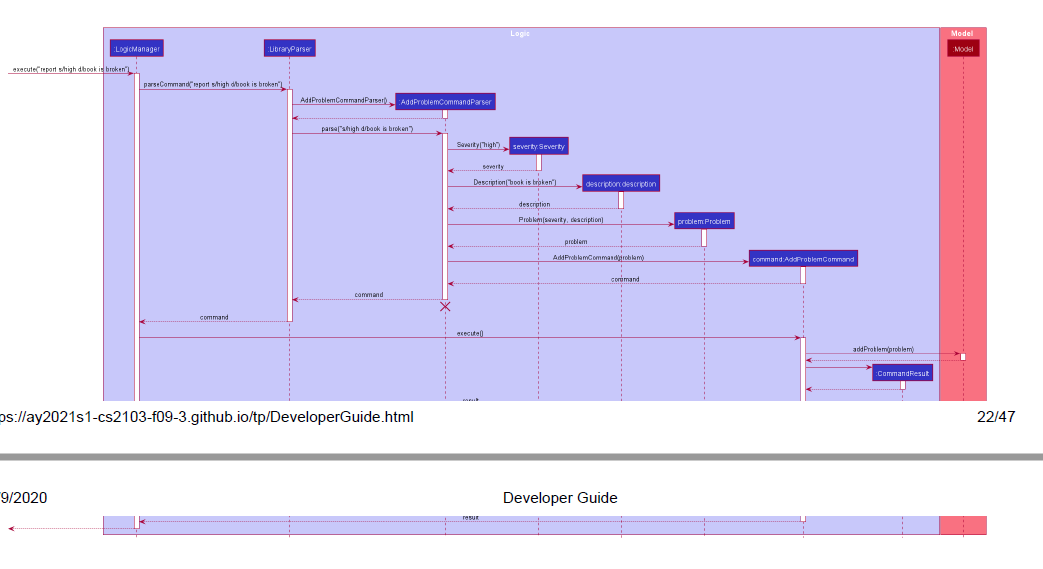 Logic
Model
:LogicManager
:LibraryParser
:Model
execute("report s/high d/book is broken")
parseCommand("report s/high d/book is broken")
AddProblemCommandParser()
:AddProblemCommandParser
parse("s/high d/book is broken")
Severity("high")
severity:Severity
severity
Description("book is broken")
description:description
description
Problem(severity, description)
problem:Problem
problem
AddProblemCommand(problem)
command:AddProblemCommand
command
command
command
execute()
addProblem(problem)
:CommandResult
result
ps://ay2021s1-cs2103-f09-3.github.io/tp/DeveloperGuide.html
22/47
/9/2020
Developer Guide
result